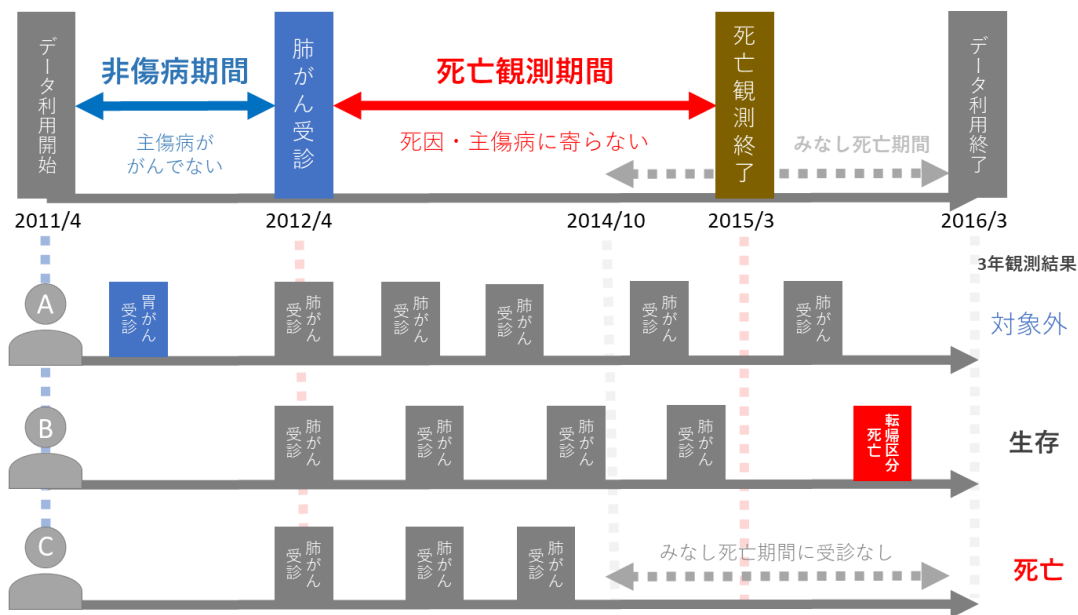 データ利用開始
非傷病期間
主傷病が
がんでない
肺がん受診
死亡観測期間
死因・主傷病に寄らない
死亡観測終了
みなし死亡期間
データ利用終了
2011/4
2012/4
2014/10
2015/3
2016/3
3年観測結果
A
胃がん
受診
肺がん
受診
肺がん
受診
肺がん
受診
肺がん
受診
肺がん
受診
対象外
B
肺がん
受診
肺がん
受診
肺がん
受診
肺がん
受診
転帰区分
死亡
生存
C
肺がん
受診
肺がん
受診
肺がん
受診
みなし死亡期間に受診なし
死亡